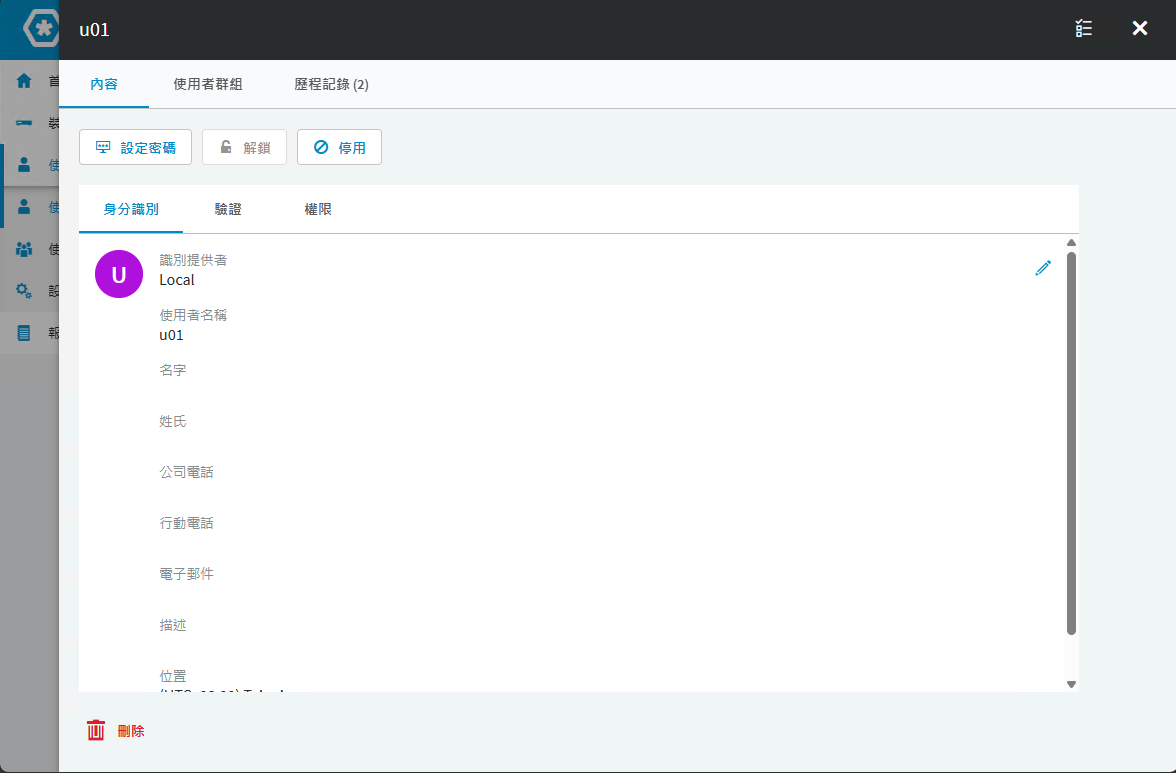 u01
首
裝
使
使
使
設
報
內容
使用者群組
歷程記錄 (2)
設定密碼
解鎖
停用
身分識別
驗證
權限
U
識別提供者
Local
使用者名稱
u01
名字
姓氏
公司電話
行動電話
電子郵件
描述
位置
刪除